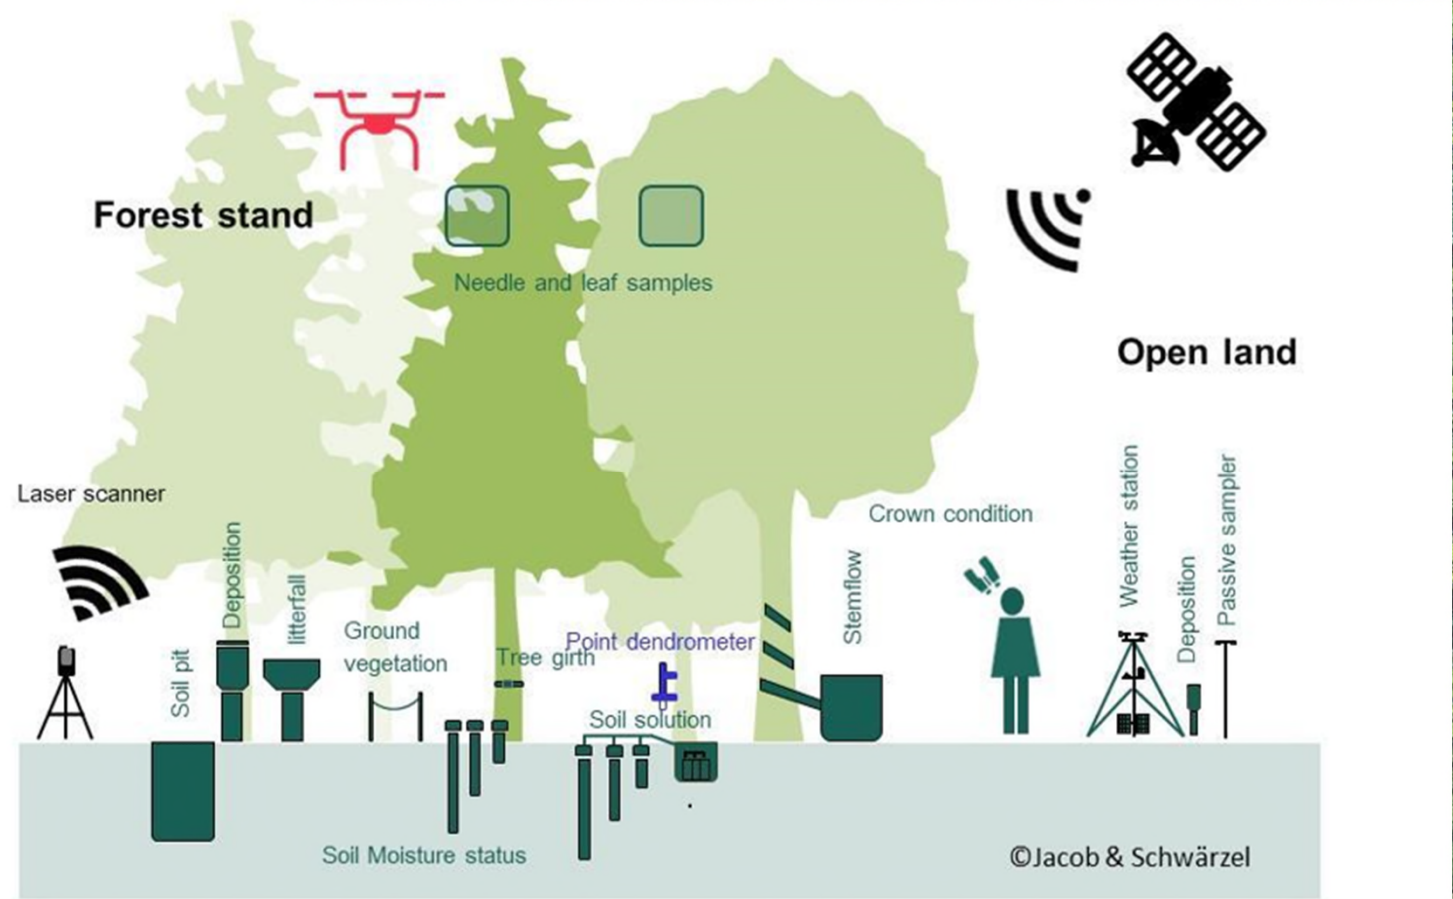 Forest stand
Needle and leaf samples
Open land
Laser scanner
Crown condition
Weather station
Passive sampler
Deposition
litterfall
Stemflow
Deposition
Ground
vegetation
Point dendrometer
Tree girth
Soil pit
Soil solution
Soil Moisture status
©Jacob & Schwärzel